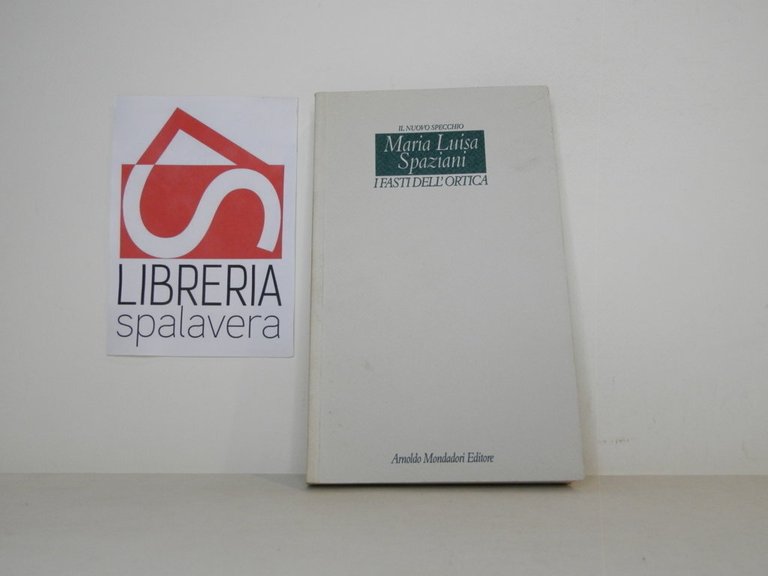 LIBRERIA
spalavera
IL NUOVO SPECCHIO
Maria Luisa
Spaziani
I FASTI DELL'ORTICA
Arnoldo Mondadori Editore